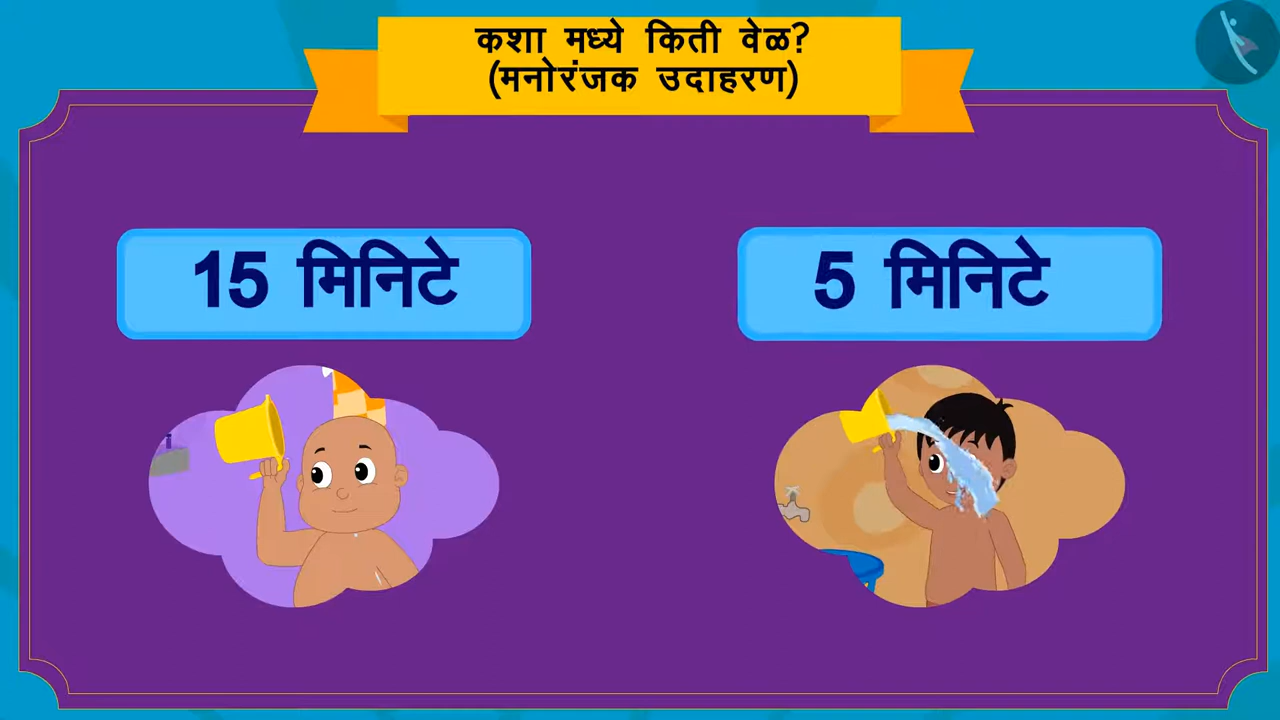 कशा मध्ये किती वेळ?
(मनोरंजक उदाहरण)
15 मिनिटे
5 मिनिटे